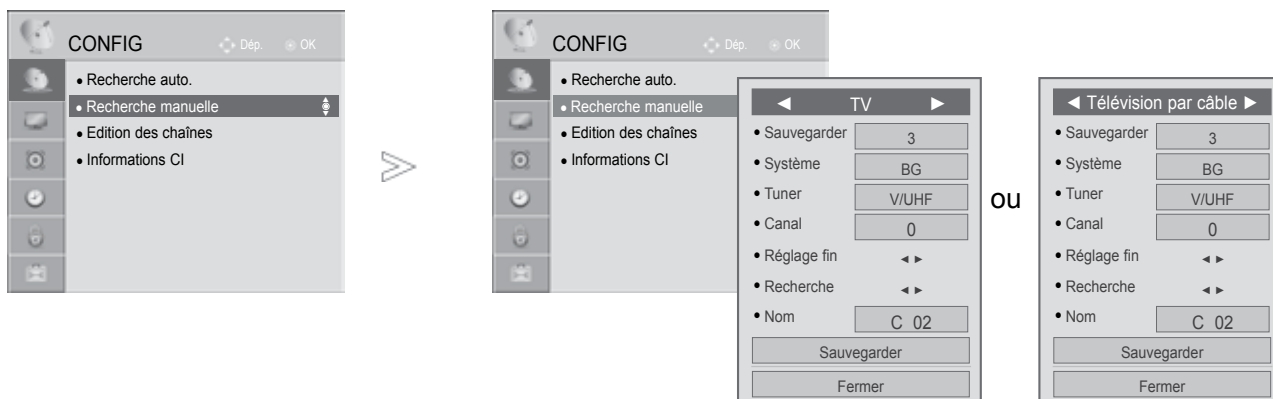 CONFIG Dép. OK
• Recherche auto.
• Recherche manuelle
• Edition des chaînes
• Informations CI
CONFIG Dép. OK
• Recherche auto.
• Recherche manuelle
• Edition des chaînes
• Informations CI
◄ TV ►
• Sauvegarder 3
• Système BG
• Tuner V/UHF
• Canal 0
• Réglage fin ◄ ►
• Recherche ◄ ►
• Nom C 02
Sauvegarder
Fermer
ou
◄ Télévision par câble ►
• Sauvegarder 3
• Système BG
• Tuner V/UHF
• Canal 0
• Réglage fin ◄ ►
• Recherche ◄ ►
• Nom C 02
Sauvegarder
Fermer